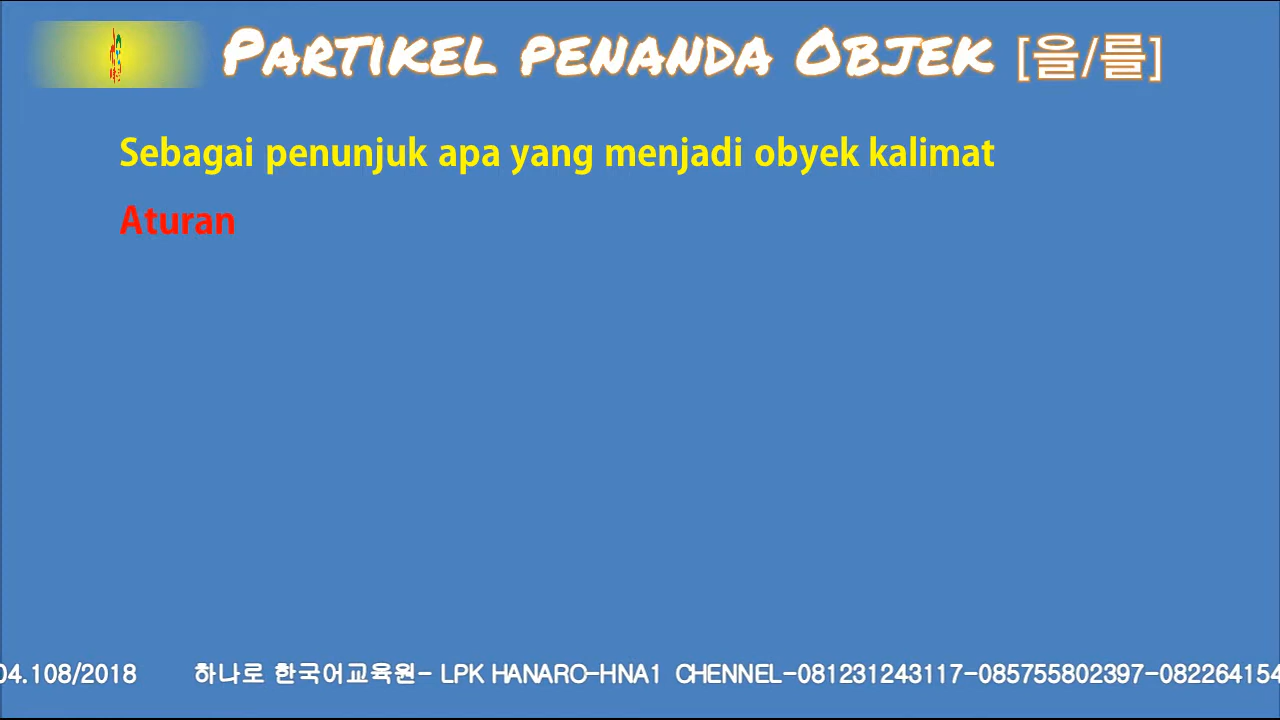 PARTIKEL PENANDA OBJEK [을/를]
Sebagai penunjuk apa yang menjadi obyek kalimat
Aturan
04.108/2018 하나로 한국어교육원- LPK HANARO-HNA1 CHENNEL-081231243117-085755802397-082264154